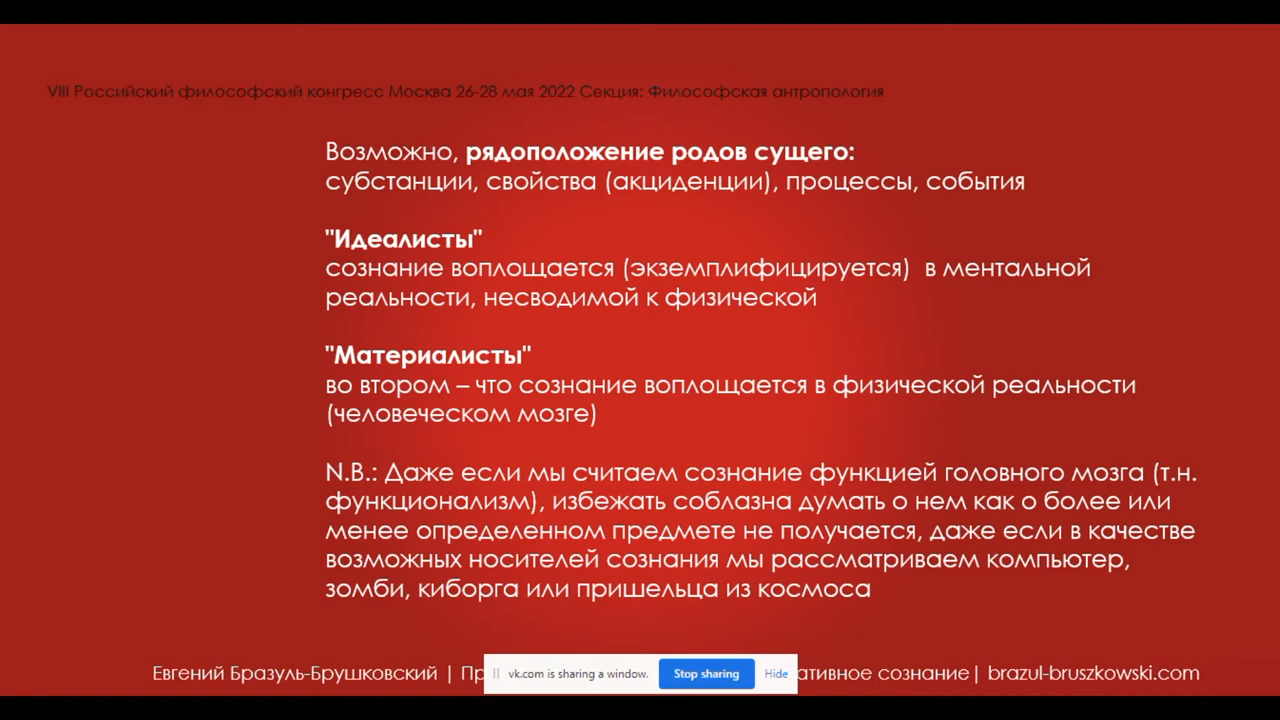 VIII Российский философский конгресс Москва 26-28 мая 2022 Секция: Философская антропология
Возможно, рядоположение родов сущего:
субстанции, свойства (акциденции), процессы, события
"Идеалисты"
сознание воплощается (экземплифицируется) в ментальной
реальности, несводимой к физической
"Материалисты"
во втором – что сознание воплощается в физической реальности
(человеческом мозге)
N.B.: Даже если мы считаем сознание функцией головного мозга (т.н.
функционализм), избежать соблазна думать о нем как о более или
менее определенном предмете не получается, даже если в качестве
возможных носителей сознания мы рассматриваем компьютер,
зомби, киборга или пришельца из космоса
Евгений Бразуль-Брушковский | vk.com is sharing a window. Stop sharing Hide сознание| brazul-bruszkowski.com